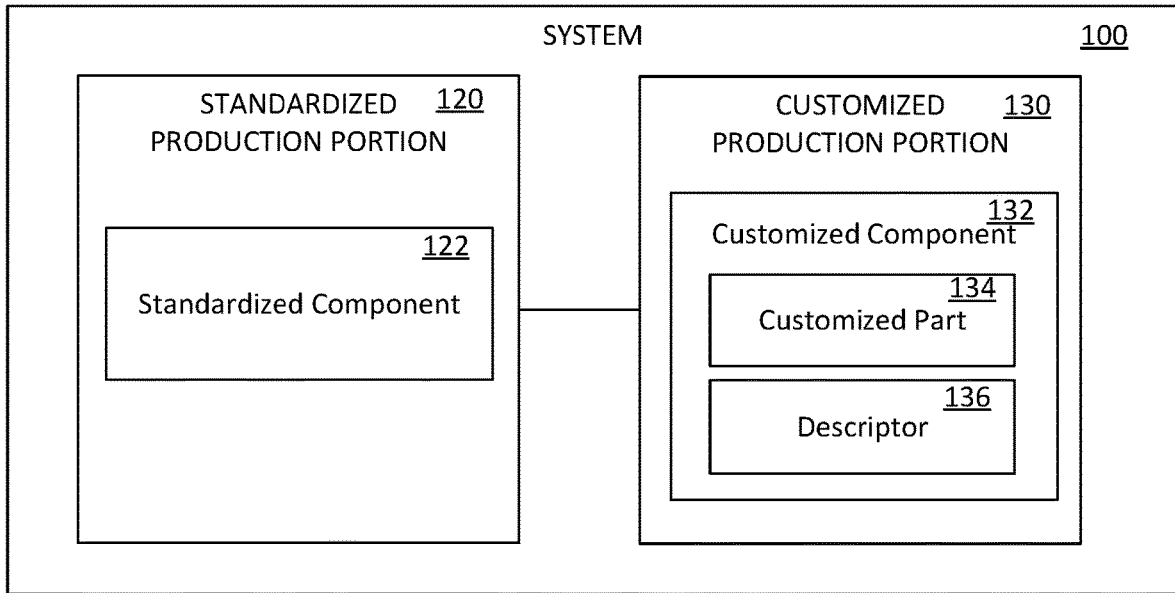 SYSTEM 100
STANDARDIZED 120
PRODUCTION PORTION
122
Standardized Component
CUSTOMIZED 130
PRODUCTION PORTION
132
Customized Component
134
Customized Part
136
Descriptor